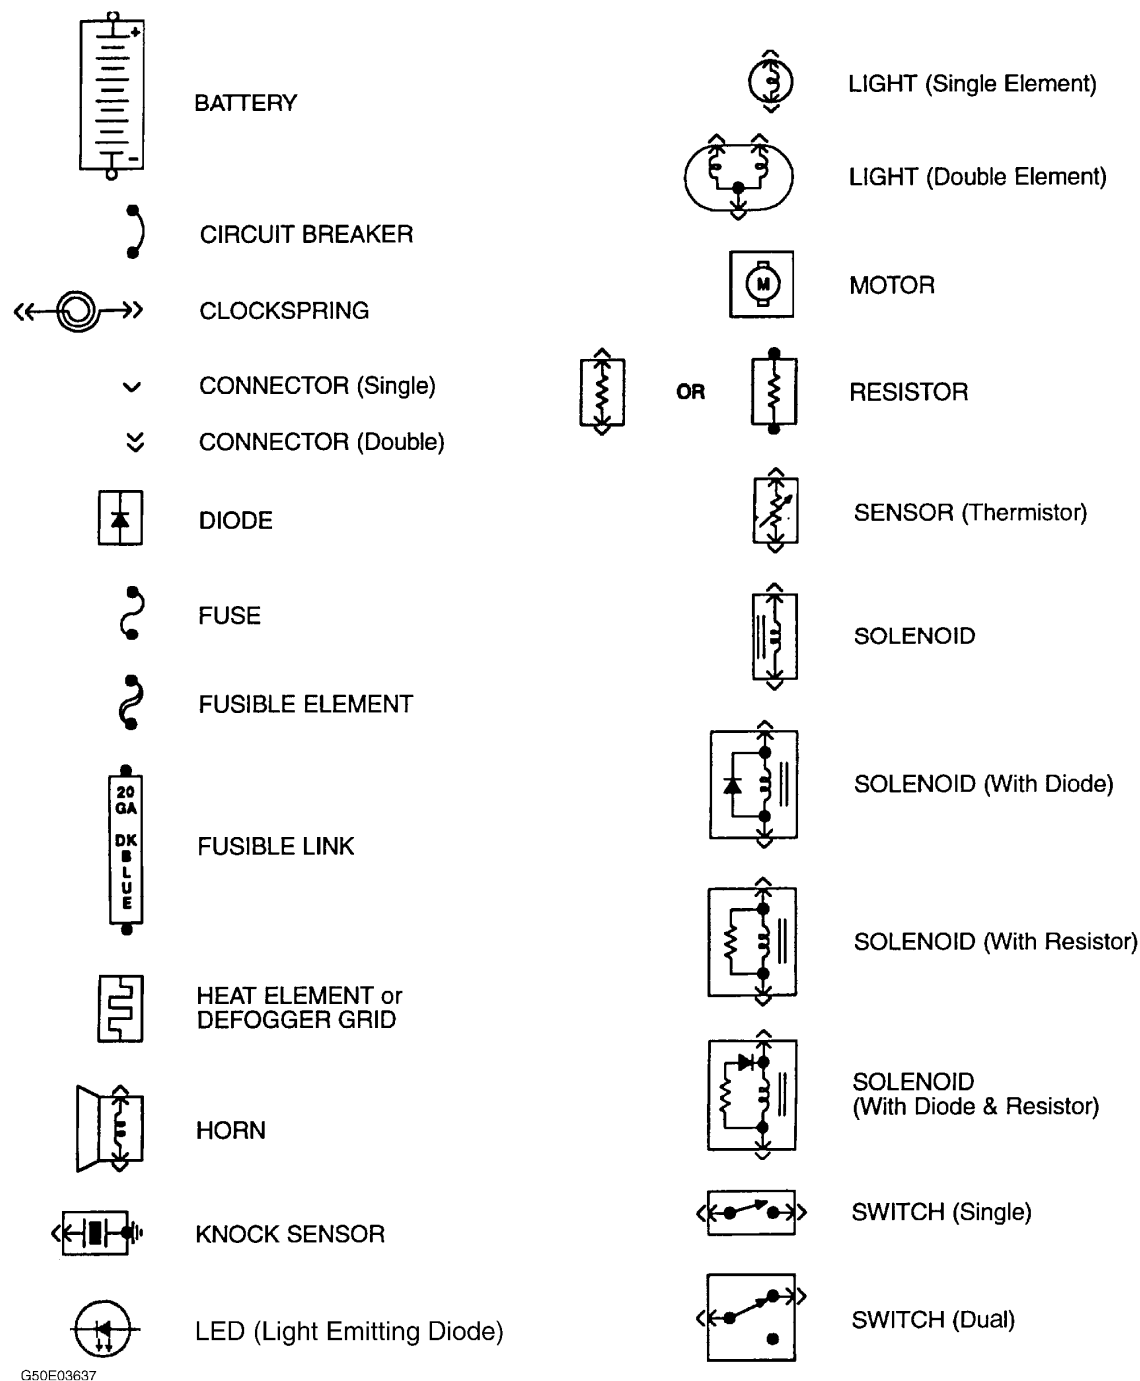 +
BATTERY
-
CIRCUIT BREAKER
CLOCKSPRING
CONNECTOR (Single)
CONNECTOR (Double)
DIODE
FUSE
FUSIBLE ELEMENT
20
GA
DK
B
L
U
E
FUSIBLE LINK
HEAT ELEMENT or
DEFOGGER GRID
HORN
KNOCK SENSOR
LED (Light Emitting Diode)
G50E03637
LIGHT (Single Element)
LIGHT (Double Element)
M
MOTOR
OR
RESISTOR
SENSOR (Thermistor)
SOLENOID
SOLENOID (With Diode)
SOLENOID (With Resistor)
SOLENOID
(With Diode & Resistor)
SWITCH (Single)
SWITCH (Dual)